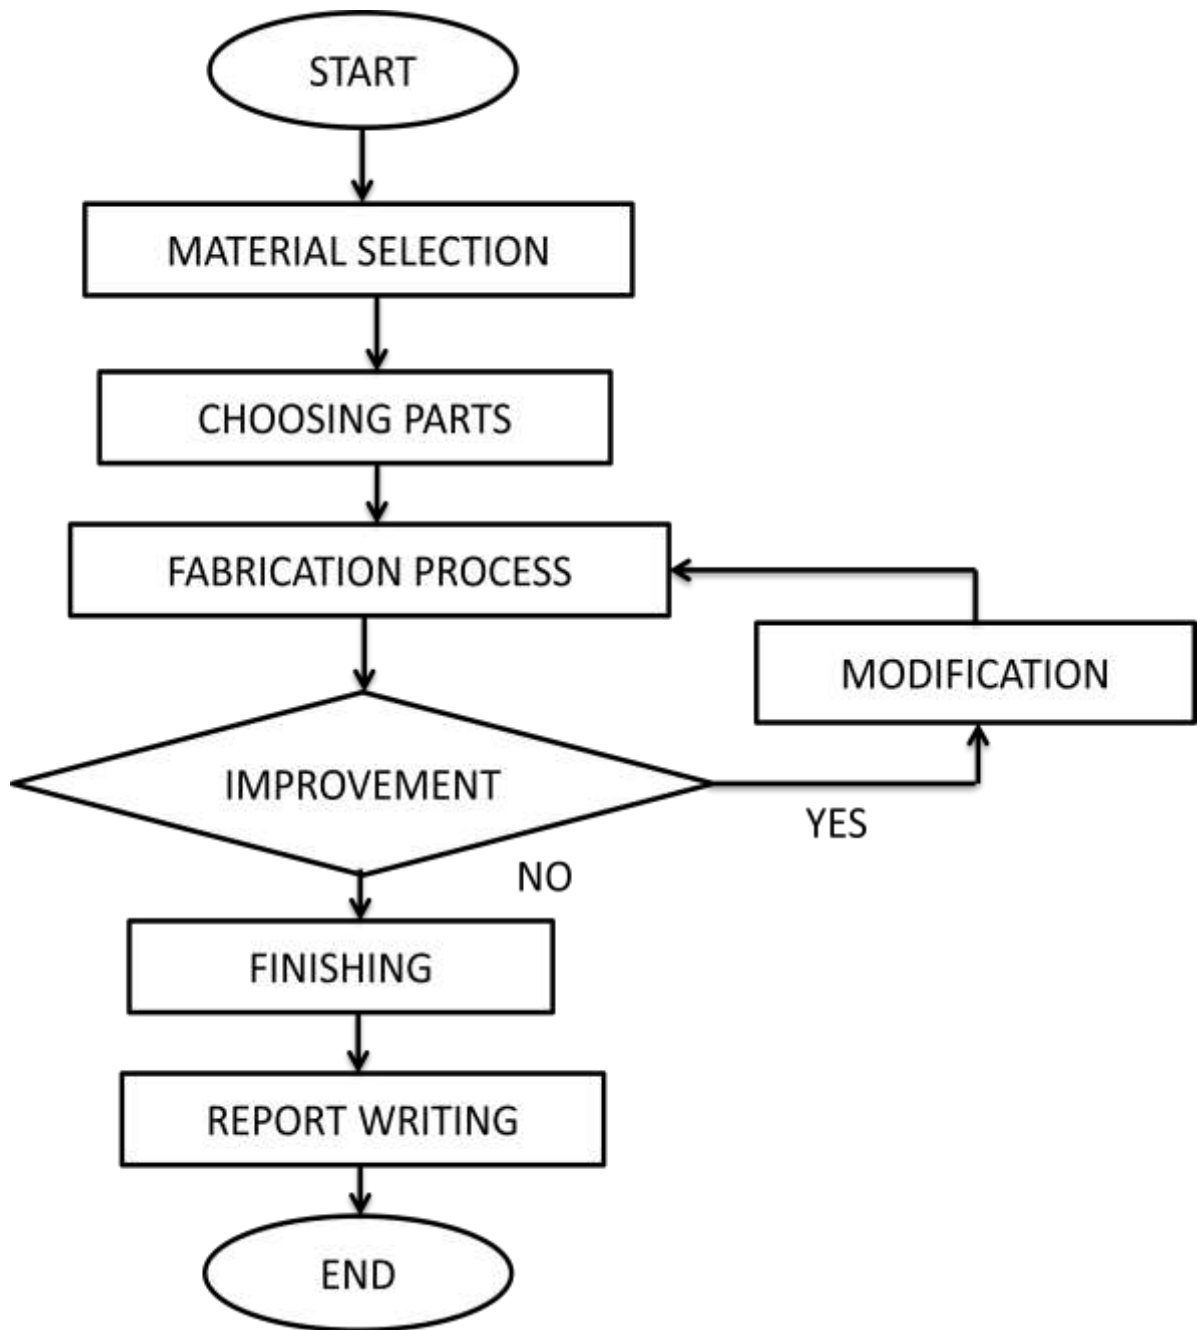 START
MATERIAL SELECTION
CHOOSING PARTS
FABRICATION PROCESS
MODIFICATION
IMPROVEMENT
YES
NO
FINISHING
REPORT WRITING
END